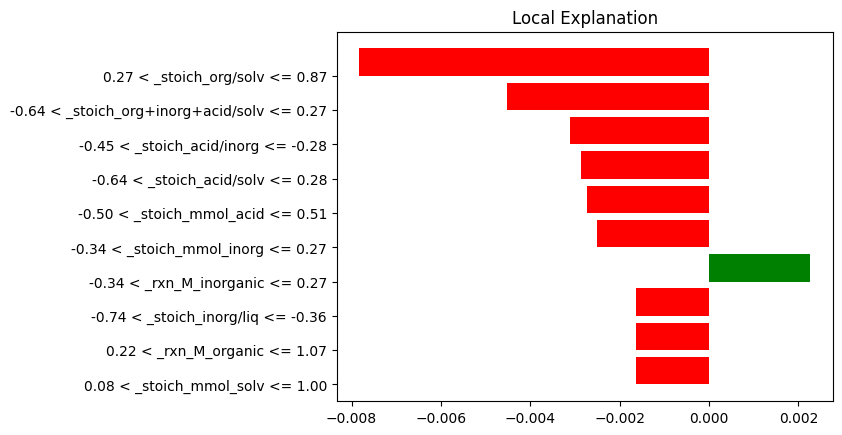 Local Explanation
0.27 < _stoich_org/solv <= 0.87
-0.64 < _stoich_org+inorg+acid/solv <= 0.27
-0.45 < _stoich_acid/inorg <= -0.28
-0.64 < _stoich_acid/solv <= 0.28
-0.50 < _stoich_mmol_acid <= 0.51
-0.34 < _stoich_mmol_inorg <= 0.27
-0.34 < _rxn_M_inorganic <= 0.27
-0.74 < _stoich_inorg/liq <= -0.36
0.22 < _rxn_M_organic <= 1.07
0.08 < _stoich_mmol_solv <= 1.00
−0.008 −0.006 −0.004 −0.002 0.000 0.002